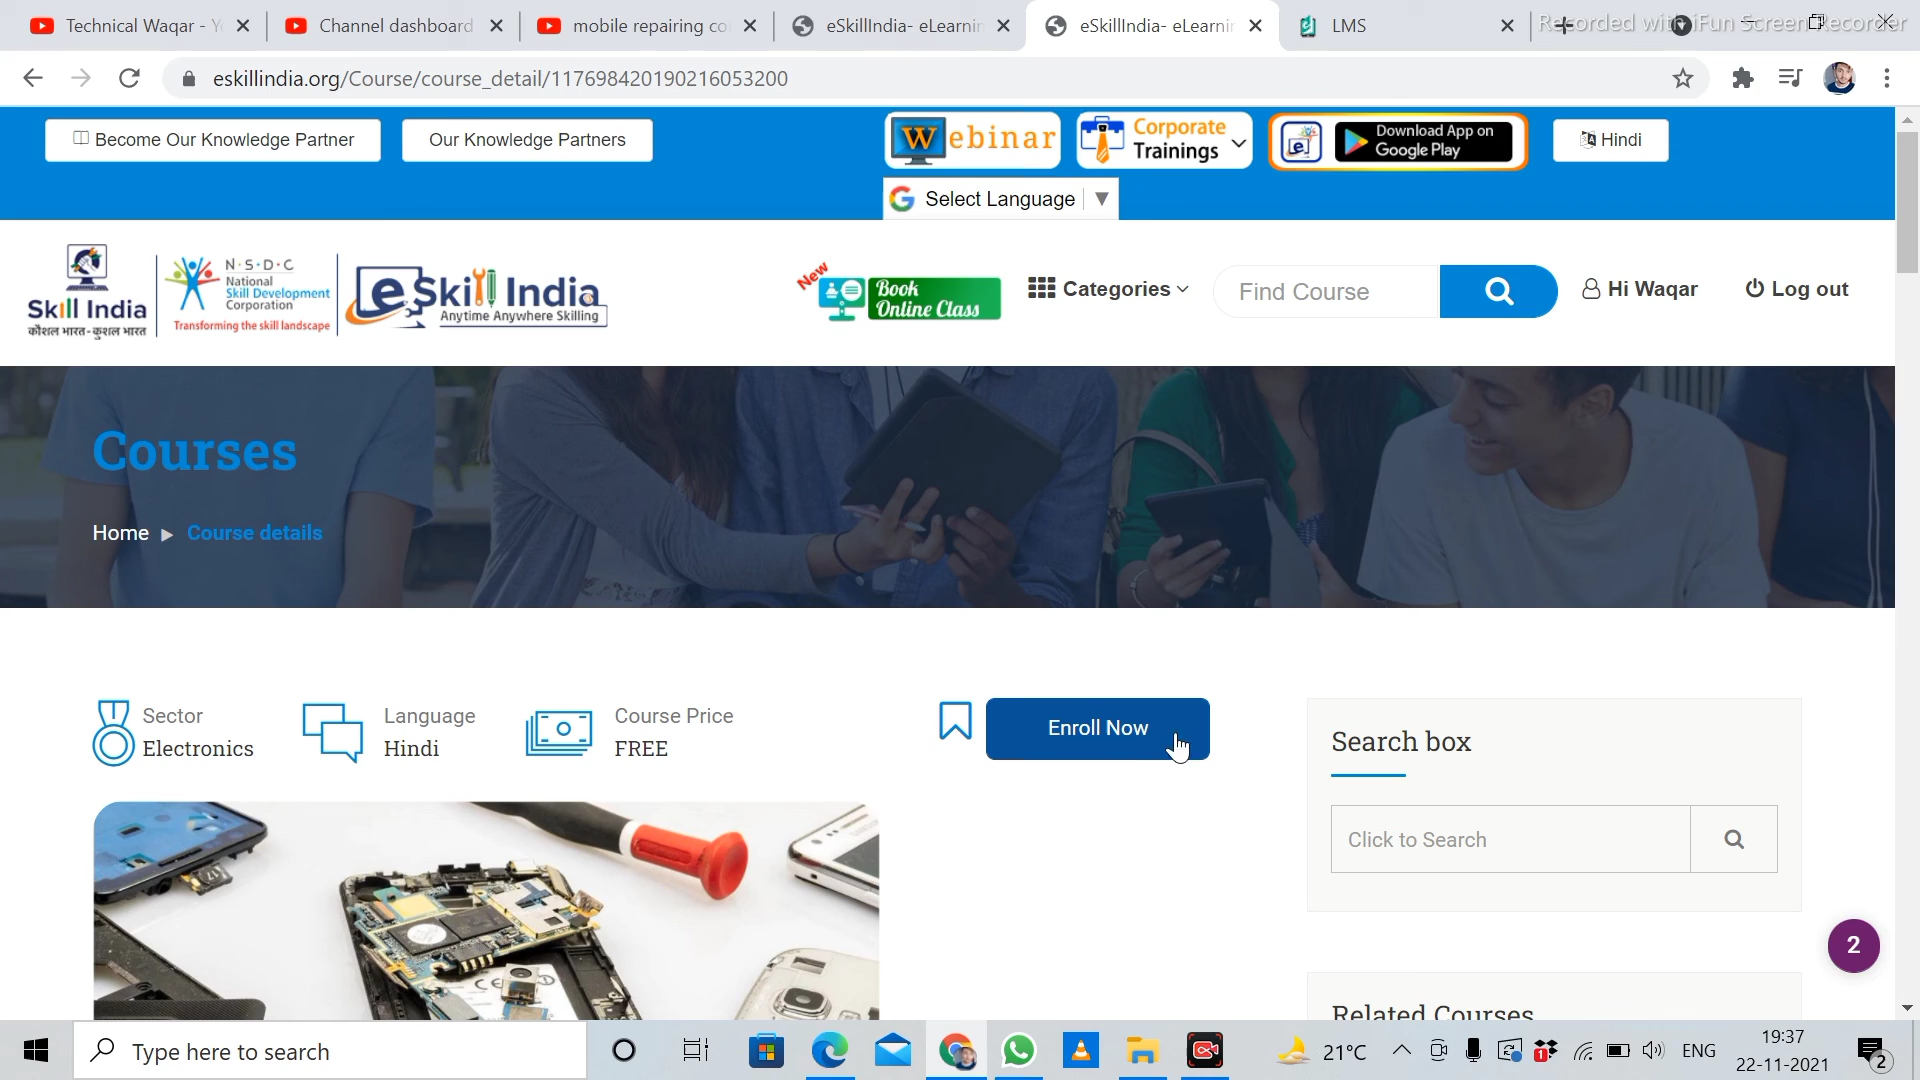 Technical Waqar - Y
Channel dashboard
mobile repairing co
eSkillIndia- eLearnin
eSkillIndia- eLearnin
LMS
Recorded with iFun Screen Recorder
eskillindia.org/Course/course_detail/117698420190216053200
Become Our Knowledge Partner
Our Knowledge Partners
Webinar
Corporate
Trainings
Download App on
Google Play
Hindi
Select Language ▼
Skill India
कौशल भारत-कुशल भारत
N·S·D·C
National
Skill Development
Corporation
Transforming the skill landscape
eSkill India
Anytime Anywhere Skilling
New
Book
Online Class
Categories
Find Course
Hi Waqar
Log out
Courses
Home ▶ Course details
Sector
Electronics
Language
Hindi
Course Price
FREE
Enroll Now
Search box
Click to Search
2
Related Courses
Type here to search
21°C
1
ENG
19:37
22-11-2021
2